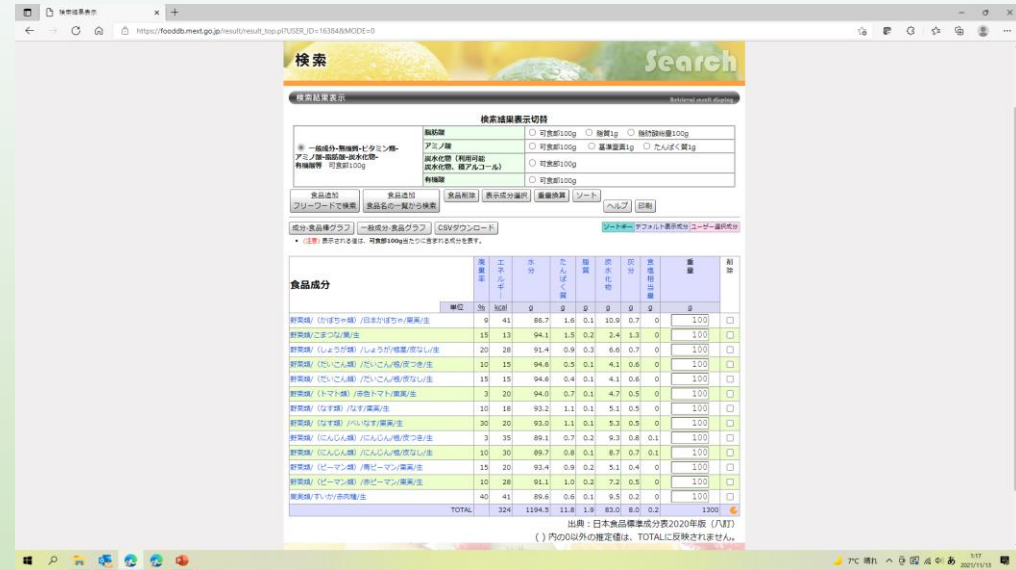 検索結果表示
https://fooddb.mext.go.jp/result/result_top.pl?USER_ID=16384&MODE=0
検索 Search
検索結果表示 Retrieval result display
検索結果表示切替
一般成分-無機質-ビタミン類-アミノ酸-脂肪酸-炭水化物-有機酸等 可食部100g
脂肪酸 可食部100g 脂質1g 脂肪酸総量100g
アミノ酸 可食部100g 基準窒素1g たんぱく質1g
炭水化物(利用可能炭水化物、糖アルコール) 可食部100g
有機酸 可食部100g
食品追加 フリーワードで検索 食品追加 食品名の一覧から検索 食品削除 表示成分選択 重量換算 ソート ヘルプ 印刷
成分-食品棒グラフ 一般成分-食品グラフ CSVダウンロード ソートキー デフォルト表示成分 ユーザー選択成分
• (注意) 表示される値は、可食部100g当たりに含まれる成分を表す。
食品成分 廃棄率 エネルギー 水分 たんぱく質 脂質 炭水化物 灰分 食塩相当量 重量 削除
単位 % kcal g g g g g g g
野菜類/(かぼちゃ類)/日本かぼちゃ/果実/生 9 41 86.7 1.6 0.1 10.9 0.7 0 100
野菜類/こまつな/葉/生 15 13 94.1 1.5 0.2 2.4 1.3 0 100
野菜類/(しょうが類)/しょうが/根茎/皮なし/生 20 28 91.4 0.9 0.3 6.6 0.7 0 100
野菜類/(だいこん類)/だいこん/根/皮つき/生 10 15 94.6 0.5 0.1 4.1 0.6 0 100
野菜類/(だいこん類)/だいこん/根/皮なし/生 15 15 94.6 0.4 0.1 4.1 0.6 0 100
野菜類/(トマト類)/赤色トマト/果実/生 3 20 94.0 0.7 0.1 4.7 0.5 0 100
野菜類/(なす類)/なす/果実/生 10 18 93.2 1.1 0.1 5.1 0.5 0 100
野菜類/(なす類)/べいなす/果実/生 30 20 93.0 1.1 0.1 5.3 0.5 0 100
野菜類/(にんじん類)/にんじん/根/皮つき/生 3 35 89.1 0.7 0.2 9.3 0.8 0.1 100
野菜類/(にんじん類)/にんじん/根/皮なし/生 10 30 89.7 0.8 0.1 8.7 0.7 0.1 100
野菜類/(ピーマン類)/青ピーマン/果実/生 15 20 93.4 0.9 0.2 5.1 0.4 0 100
野菜類/(ピーマン類)/赤ピーマン/果実/生 10 28 91.1 1.0 0.2 7.2 0.5 0 100
果実類/すいか/赤肉種/生 40 41 89.6 0.6 0.1 9.5 0.2 0 100
TOTAL 324 1194.5 11.8 1.9 83.0 8.0 0.2 1300
出典:日本食品標準成分表2020年版(八訂)
( )内の0以外の推定値は、TOTALに反映されません。
7°C 晴れ あ 1:17
2021/11/13